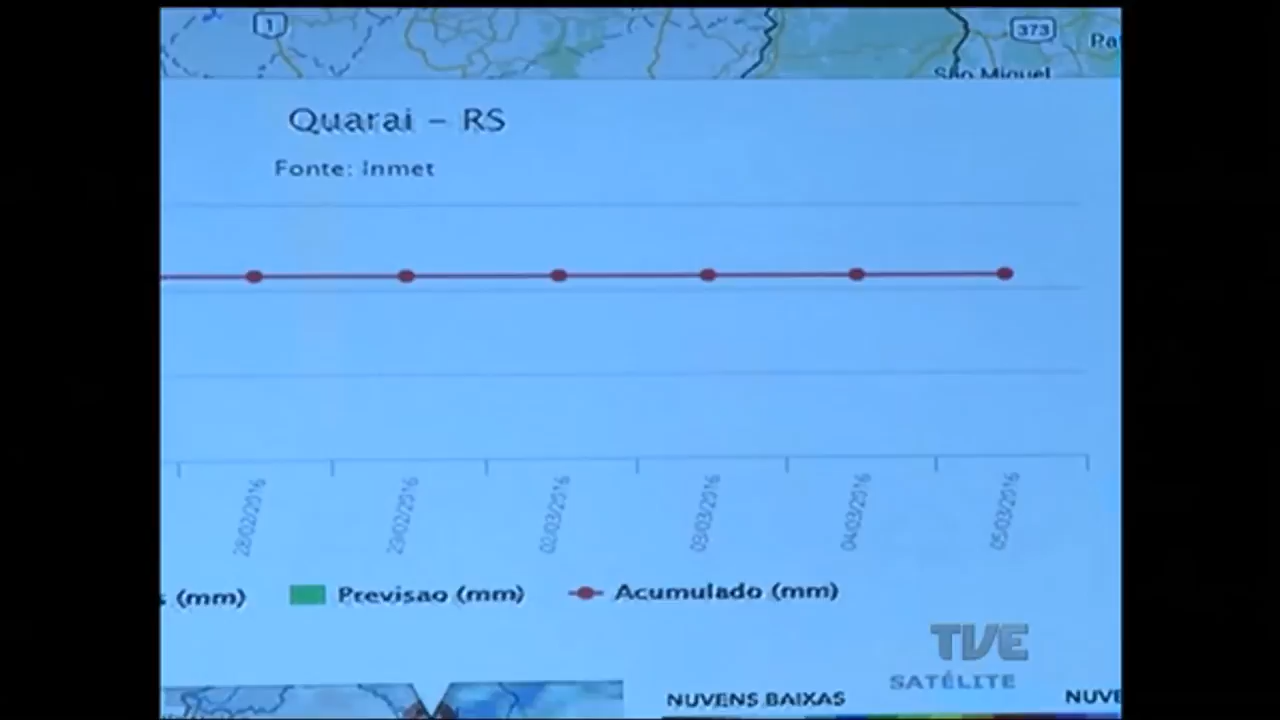 1
373
São Miguel
Quarai – RS
Fonte: Inmet
28/02/2016
29/02/2016
02/03/2016
03/03/2016
04/03/2016
05/03/2016
(mm)
Previsao (mm)
Acumulado (mm)
TVE
SATÉLITE
NUVENS BAIXAS